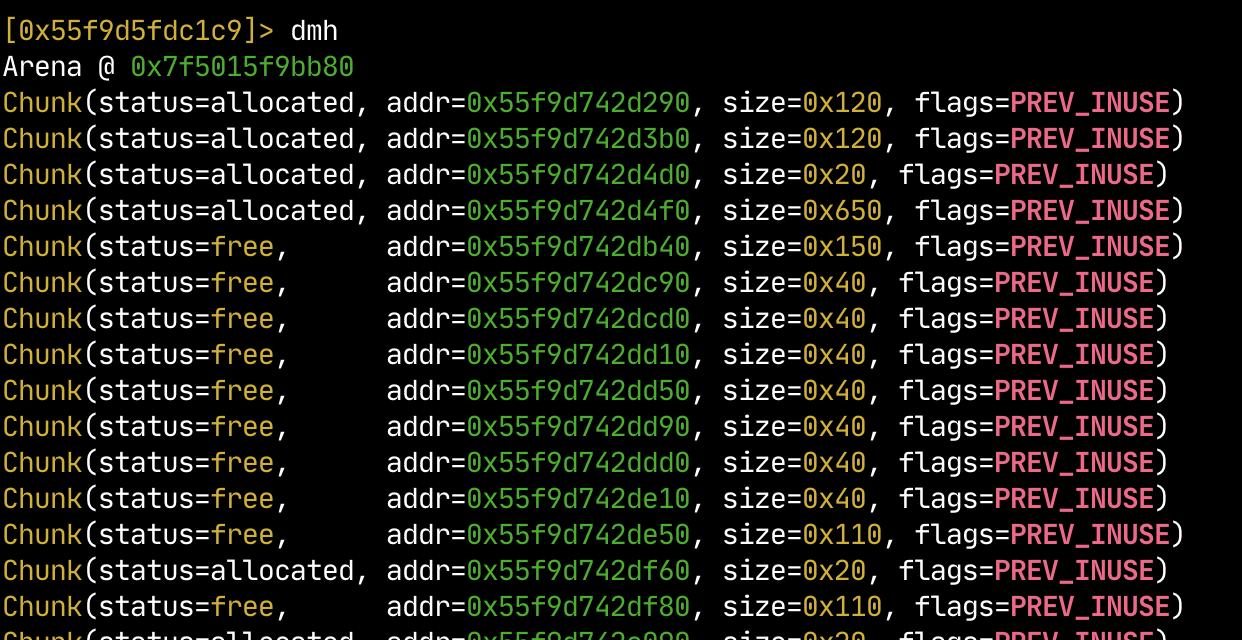 [0x55f9d5fdc1c9]> dmh
Arena @ 0x7f5015f9bb80
Chunk(status=allocated, addr=0x55f9d742d290, size=0x120, flags=PREV_INUSE)
Chunk(status=allocated, addr=0x55f9d742d3b0, size=0x120, flags=PREV_INUSE)
Chunk(status=allocated, addr=0x55f9d742d4d0, size=0x20, flags=PREV_INUSE)
Chunk(status=allocated, addr=0x55f9d742d4f0, size=0x650, flags=PREV_INUSE)
Chunk(status=free,      addr=0x55f9d742db40, size=0x150, flags=PREV_INUSE)
Chunk(status=free,      addr=0x55f9d742dc90, size=0x40, flags=PREV_INUSE)
Chunk(status=free,      addr=0x55f9d742dcd0, size=0x40, flags=PREV_INUSE)
Chunk(status=free,      addr=0x55f9d742dd10, size=0x40, flags=PREV_INUSE)
Chunk(status=free,      addr=0x55f9d742dd50, size=0x40, flags=PREV_INUSE)
Chunk(status=free,      addr=0x55f9d742dd90, size=0x40, flags=PREV_INUSE)
Chunk(status=free,      addr=0x55f9d742ddd0, size=0x40, flags=PREV_INUSE)
Chunk(status=free,      addr=0x55f9d742de10, size=0x40, flags=PREV_INUSE)
Chunk(status=free,      addr=0x55f9d742de50, size=0x110, flags=PREV_INUSE)
Chunk(status=allocated, addr=0x55f9d742df60, size=0x20, flags=PREV_INUSE)
Chunk(status=free,      addr=0x55f9d742df80, size=0x110, flags=PREV_INUSE)